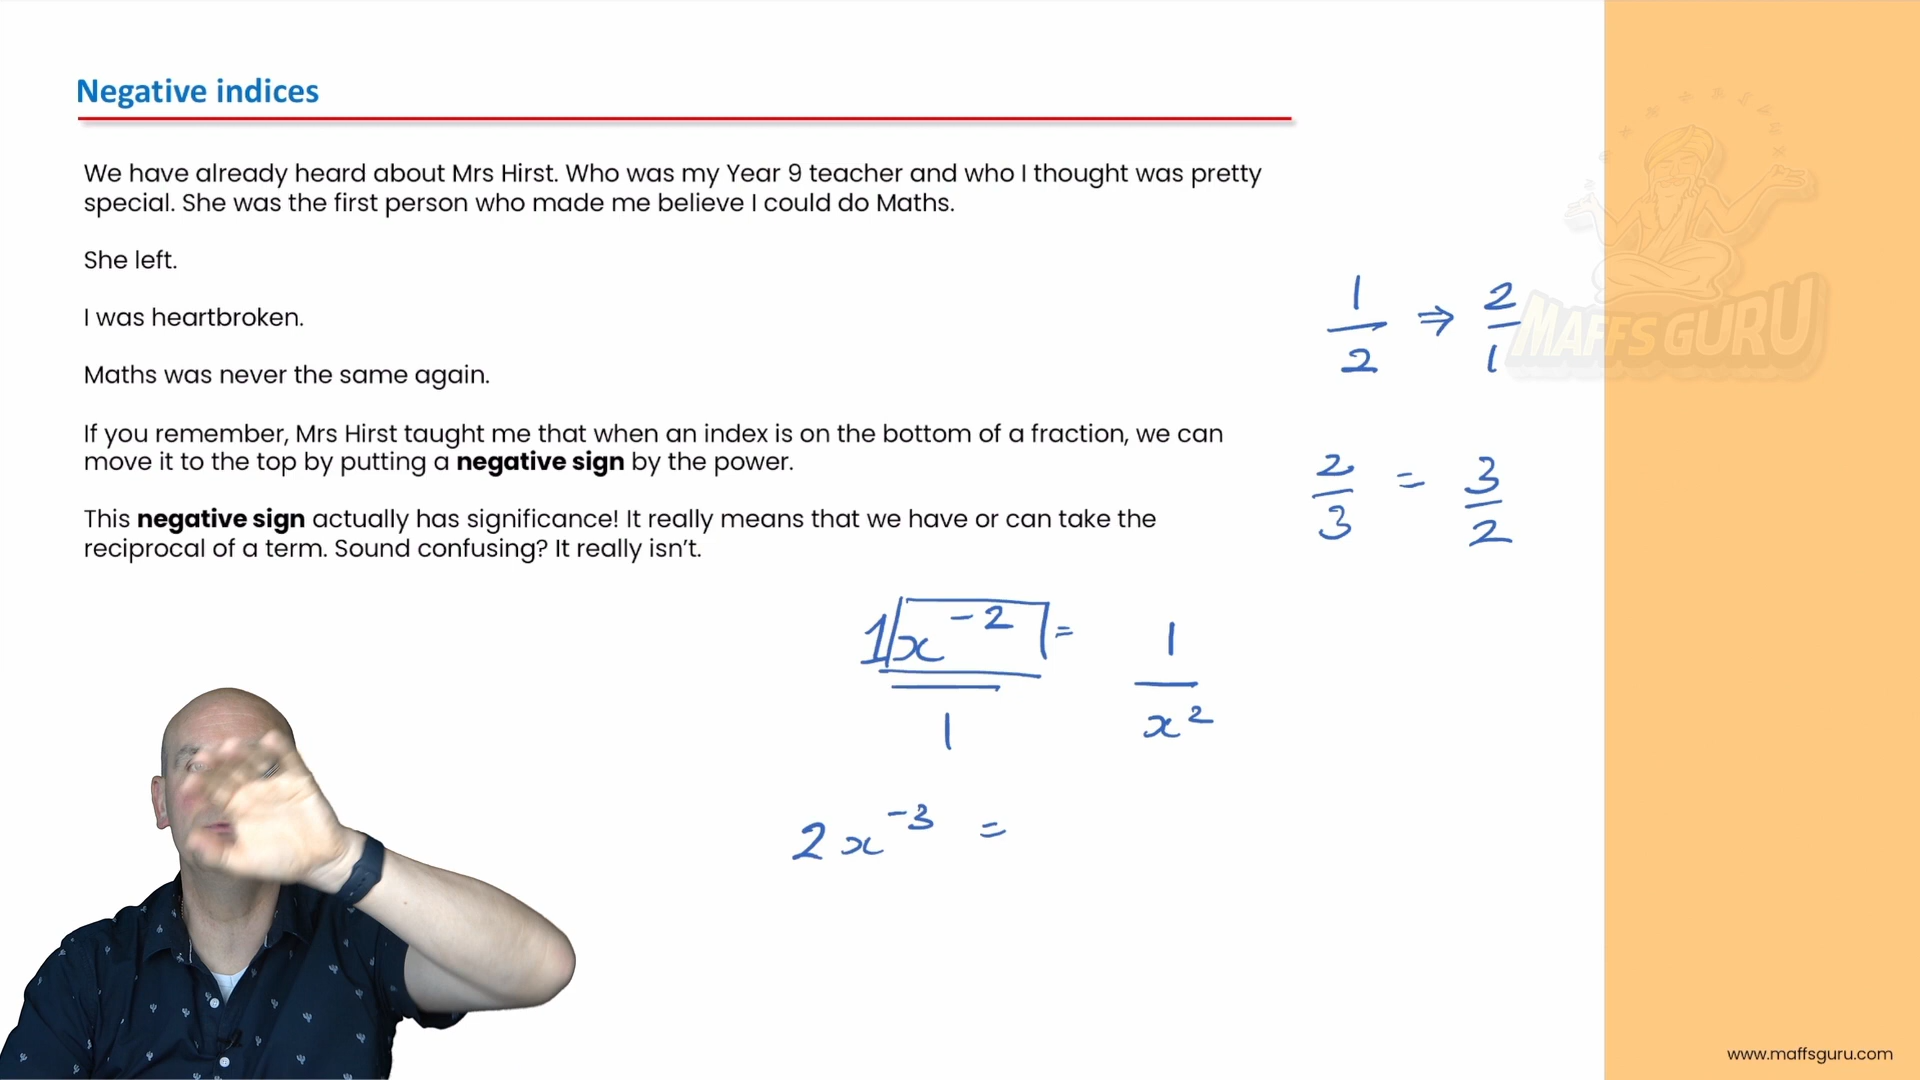 Negative indices
We have already heard about Mrs Hirst. Who was my Year 9 teacher and who I thought was pretty
special. She was the first person who made me believe I could do Maths.
She left.
I was heartbroken.
Maths was never the same again.
If you remember, Mrs Hirst taught me that when an index is on the bottom of a fraction, we can
move it to the top by putting a negative sign by the power.
This negative sign actually has significance! It really means that we have or can take the
reciprocal of a term. Sound confusing? It really isn't.
1/2 ⇒ 2/1
MAFFS GURU
2/3 = 3/2
1x^-2/1 = 1/x^2
2x^-3 =
www.maffsguru.com